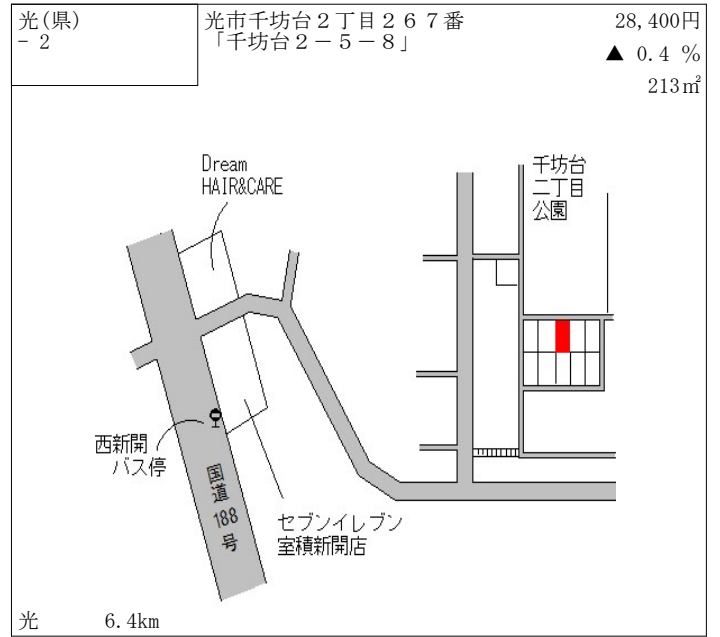 光(県)
- 2
光市千坊台２丁目２６７番
「千坊台２－５－８」
28,400円
▲ 0.4 %
213㎡
Dream
HAIR&CARE
千坊台
二丁目
公園
西新開
バス停
国道188号
セブンイレブン
室積新開店
光 6.4km